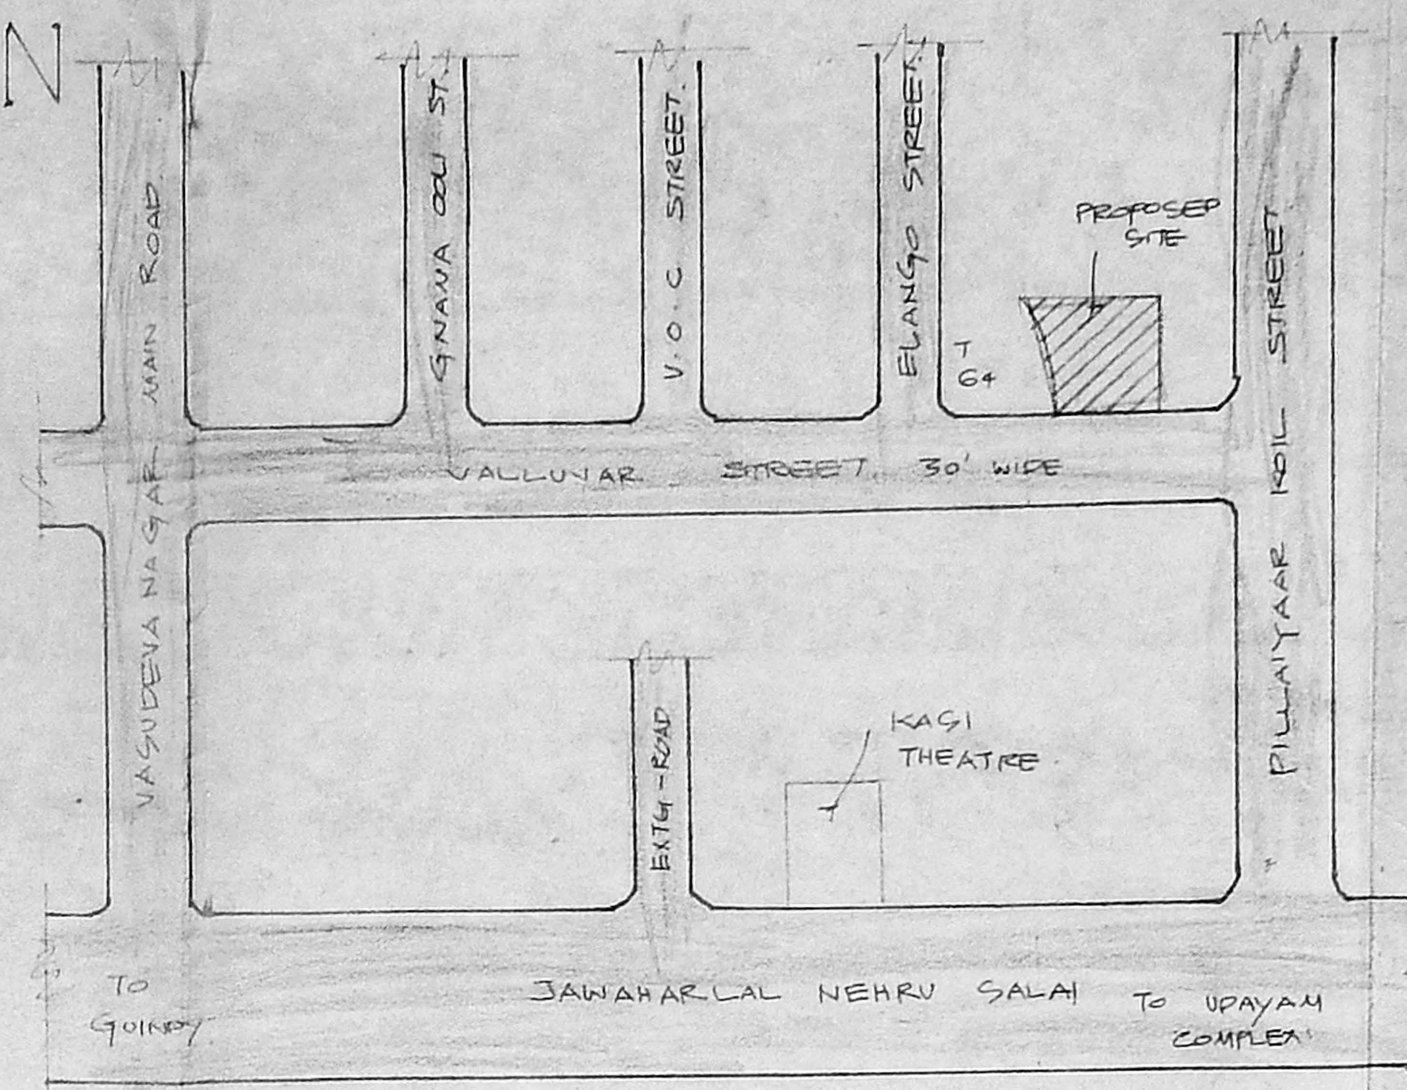 N
VASUDEVA NAGAR MAIN ROAD
GNANA OLI ST.
V.O.C STREET.
ELANGO STREET.
PROPOSED
SITE
T
64
PILLAIYAAR KOIL STREET
VALLUVAR STREET 30' WIDE
EXTG-ROAD
KASI
THEATRE
TO
GUINDY
JAWAHARLAL NEHRU SALAI
TO UDAYAM
COMPLEX